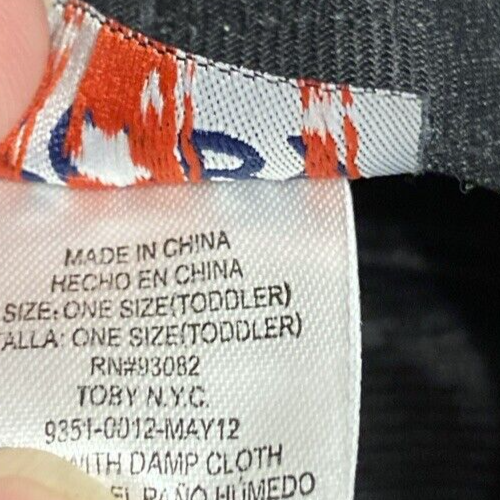 MADE IN CHINA
HECHO EN CHINA
SIZE: ONE SIZE(TODDLER)
ALLA: ONE SIZE(TODDLER)
RN#93082
TOBY N.Y.C.
9351-0012-MAY12
WITH DAMP CLOTH
EL PAÑO HÚMEDO